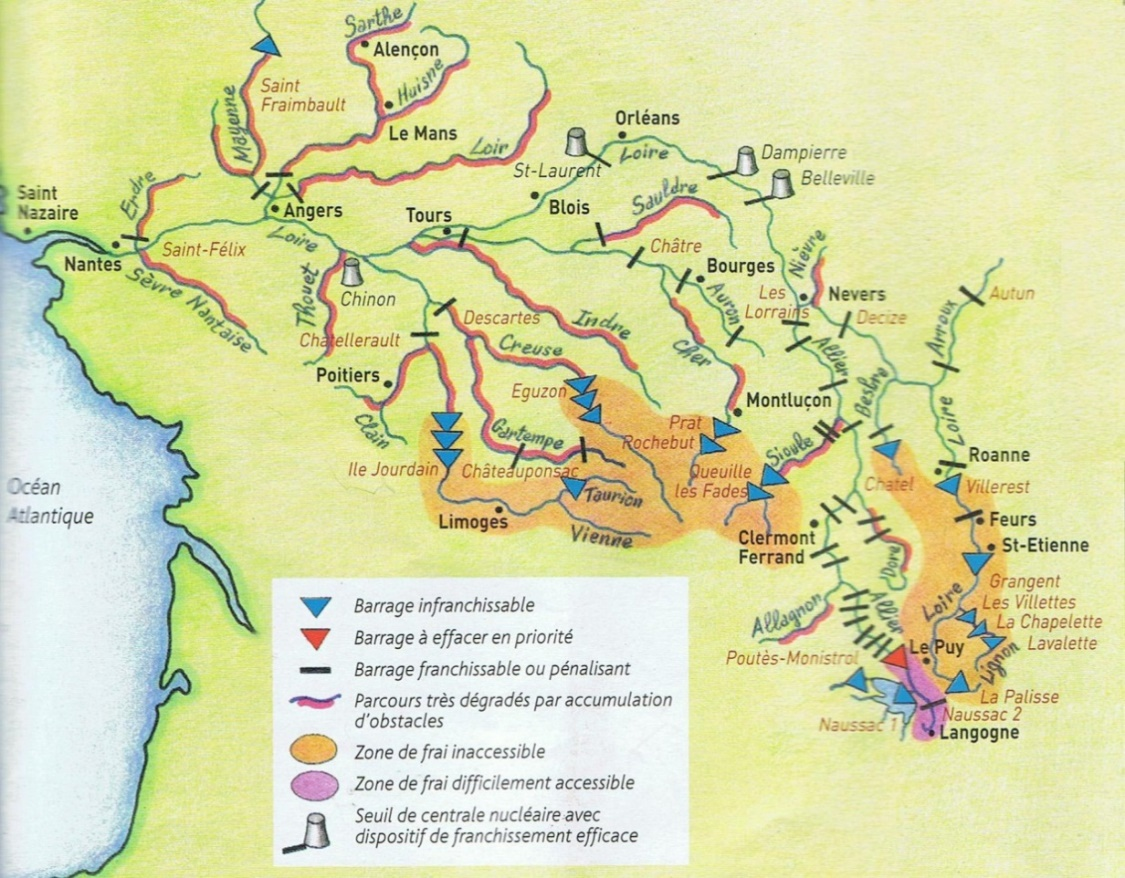 Sarthe
Alençon
Huisne
Saint
Fraimbault
Mayenne
Le Mans
Loir
Orléans
Loire
St-Laurent
Dampierre
Belleville
Saint
Nazaire
Erdre
Angers
Tours
Blois
Sauldre
Nantes
Saint-Félix
Loire
Sèvre Nantaise
Thouet
Chinon
Châtre
Bourges
Auron
Nièvre
Les
Lorrains
Nevers
Decize
Autun
Arroux
Descartes
Chatellerault
Creuse
Indre
Cher
Allier
Besbre
Poitiers
Clain
Eguzon
Montluçon
Prat
Rochebut
Loire
Gartempe
Sioule
Roanne
Ile Jourdain
Châteauponsac
Queuille
les Fades
Chatel
Villerest
Taurion
Océan
Atlantique
Limoges
Vienne
Clermont
Ferrand
Feurs
St-Etienne
Dore
Grangent
Les Villettes
La Chapelette
Lavalette
Loire
Allagnon
Allier
Le Puy
Lignon
Poutès-Monistrol
La Palisse
Naussac 1
Naussac 2
Langogne
Barrage infranchissable
Barrage à effacer en priorité
Barrage franchissable ou pénalisant
Parcours très dégradés par accumulation
d'obstacles
Zone de frai inaccessible
Zone de frai difficilement accessible
Seuil de centrale nucléaire avec
dispositif de franchissement efficace